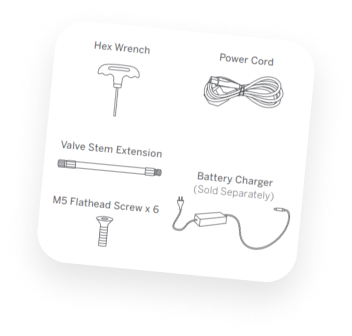 Hex Wrench
Power Cord
Valve Stem Extension
Battery Charger
(Sold Separately)
M5 Flathead Screw x 6